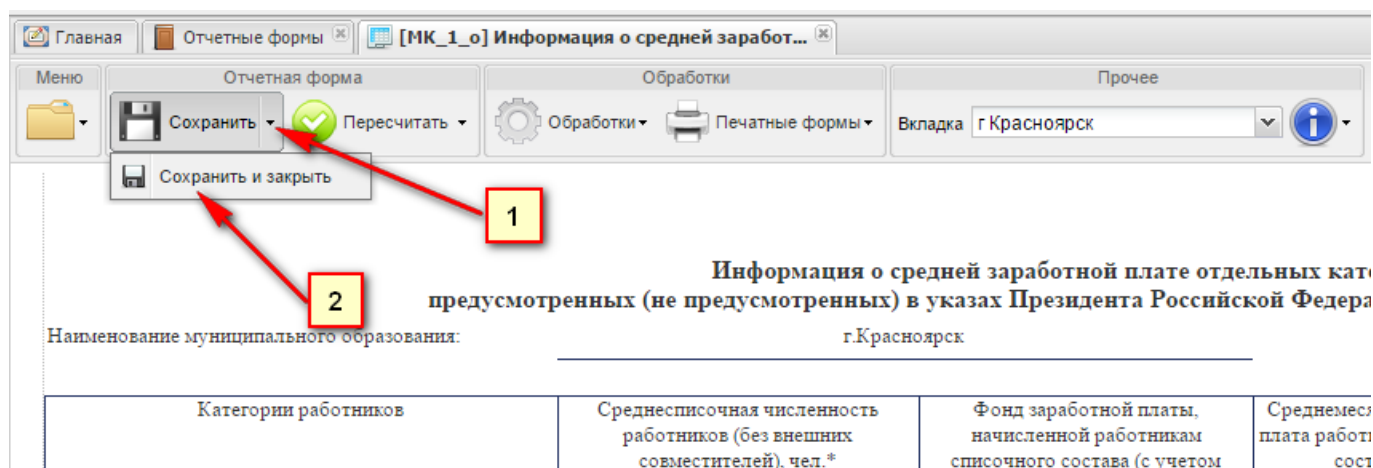 Главная Отчетные формы [МК_1_о] Информация о средней заработ...
Меню Отчетная форма Обработки Прочее
Сохранить Пересчитать Обработки Печатные формы Вкладка г Красноярск
Сохранить и закрыть
1
2
Информация о средней заработной плате отдельных кат
предусмотренных (не предусмотренных) в указах Президента Российской Федера
Наименование муниципального образования: г.Красноярск
Категории работников
Среднесписочная численность
работников (без внешних
совместителей), чел.*
Фонд заработной платы,
начисленной работникам
списочного состава (с учетом
Среднемеся
плата работ
сост